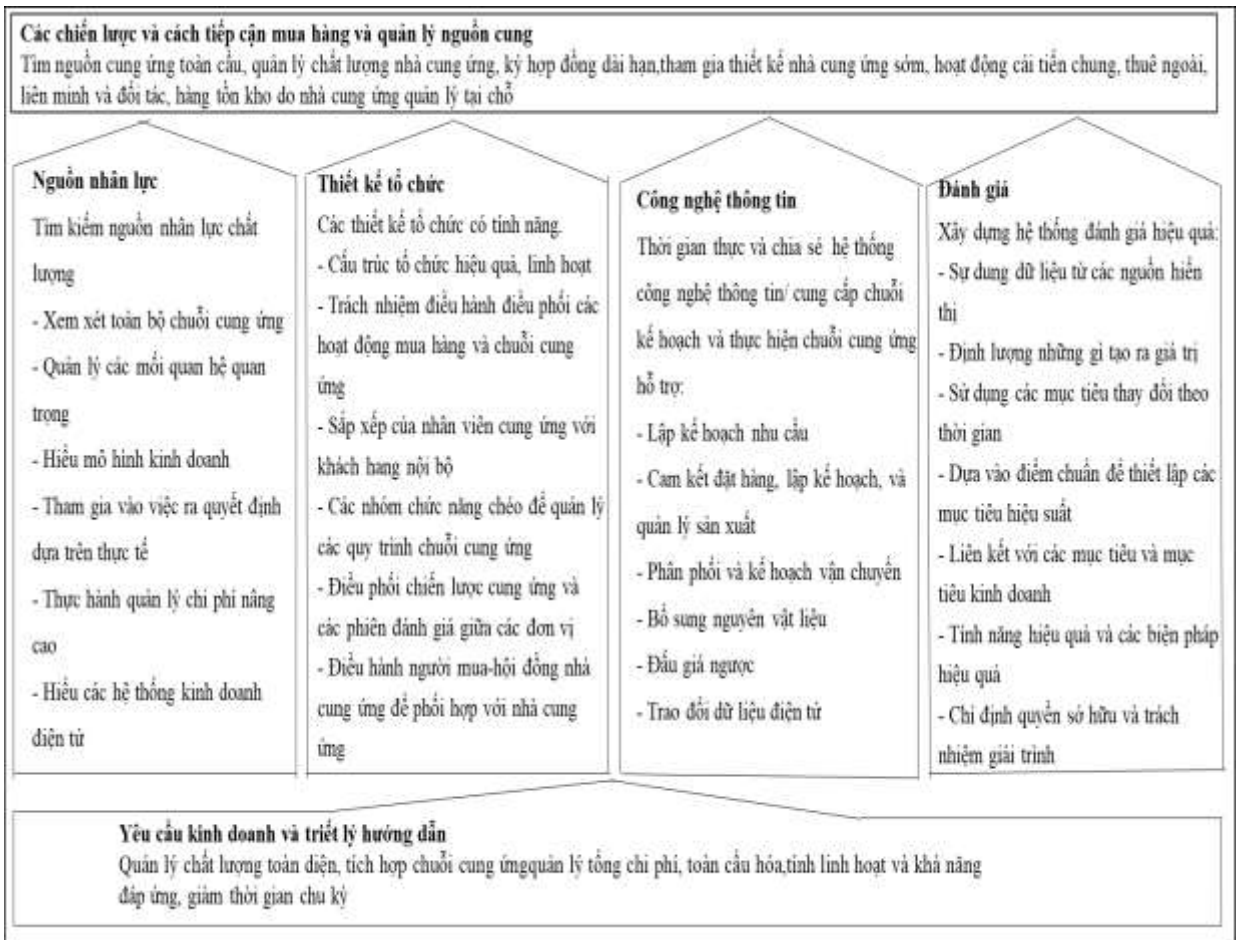 Các chiến lược và cách tiếp cận mua hàng và quản lý nguồn cung
Tìm nguồn cung ứng toàn cầu, quản lý chất lượng nhà cung ứng, ký hợp đồng dài hạn,tham gia thiết kế nhà cung ứng sớm, hoạt động cải tiến chung, thuê ngoài,
liên minh và đối tác, hàng tồn kho do nhà cung ứng quản lý tại chỗ
Nguồn nhân lực
Tìm kiếm nguồn nhân lực chất
lượng
- Xem xét toàn bộ chuỗi cung ứng
- Quản lý các mối quan hệ quan
trọng
- Hiểu mô hình kinh doanh
- Tham gia vào việc ra quyết định
dựa trên thực tế
- Thực hành quản lý chi phí nâng
cao
- Hiểu các hệ thống kinh doanh
điện tử
Thiết kế tổ chức
Các thiết kế tổ chức có tính năng.
- Cấu trúc tổ chức hiệu quả, linh hoạt
- Trách nhiệm điều hành điều phối các
hoạt động mua hàng và chuỗi cung
ứng
- Sắp xếp của nhân viên cung ứng với
khách hang nội bộ
- Các nhóm chức năng chéo để quản lý
các quy trình chuỗi cung ứng
- Điều phối chiến lược cung ứng và
các phiên đánh giá giữa các đơn vị
- Điều hành người mua-hội đồng nhà
cung ứng để phối hợp với nhà cung
ứng
Công nghệ thông tin
Thời gian thực và chia sẻ hệ thống
công nghệ thông tin/ cung cấp chuỗi
kế hoạch và thực hiện chuỗi cung ứng
hỗ trợ:
- Lập kế hoạch nhu cầu
- Cam kết đặt hàng, lập kế hoạch, và
quản lý sản xuất
- Phân phối và kế hoạch vận chuyển
- Bổ sung nguyên vật liệu
- Đấu giá ngược
- Trao đổi dữ liệu điện tử
Đánh giá
Xây dựng hệ thống đánh giá hiệu quả:
- Sự dung dữ liệu từ các nguồn hiển
thị
- Định lượng những gì tạo ra giá trị
- Sử dụng các mục tiêu thay đổi theo
thời gian
- Dựa vào điểm chuẩn để thiết lập các
mục tiêu hiệu suất
- Liên kết với các mục tiêu và mục
tiêu kinh doanh
- Tính năng hiệu quả và các biện pháp
hiệu quả
- Chỉ định quyền sở hữu và trách
nhiệm giải trình
Yêu cầu kinh doanh và triết lý hướng dẫn
Quản lý chất lượng toàn diện, tích hợp chuỗi cung ứngquản lý tổng chi phí, toàn cầu hóa,tính linh hoạt và khả năng
đáp ứng, giảm thời gian chu kỳ